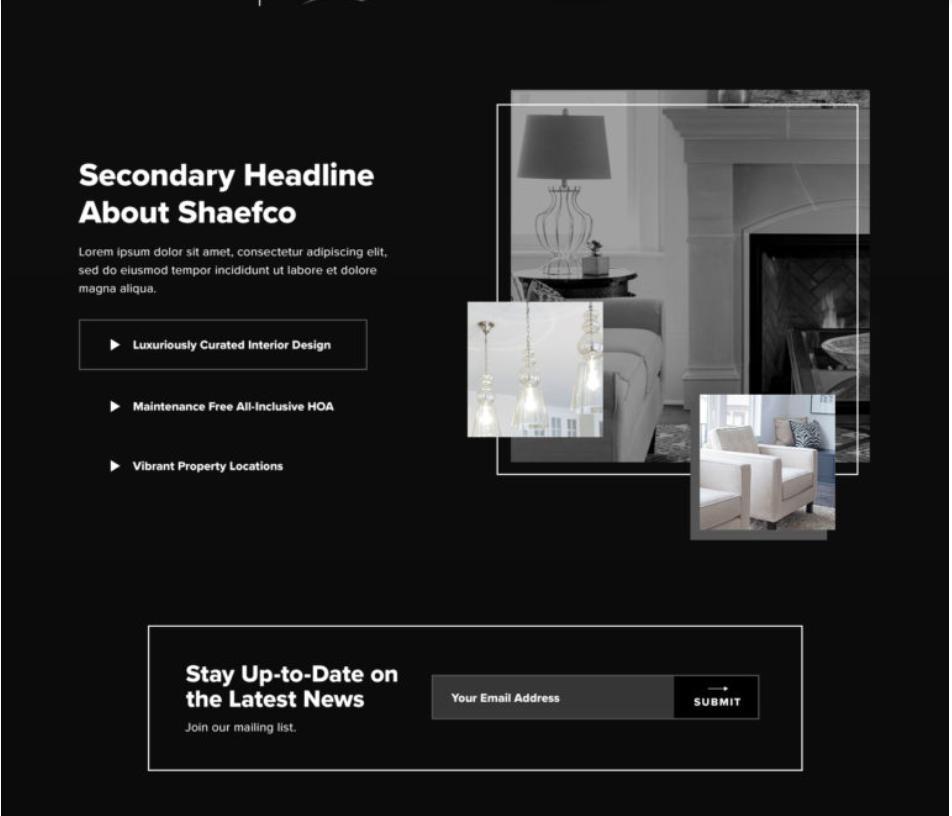 Secondary Headline
About Shaefco
Lorem ipsum dolor sit amet, consectetur adipiscing elit,
sed do eiusmod tempor incididunt ut labore et dolore
magna aliqua.
Luxuriously Curated Interior Design
Maintenance Free All-Inclusive HOA
Vibrant Property Locations
Stay Up-to-Date on
the Latest News
Join our mailing list.
Your Email Address
SUBMIT